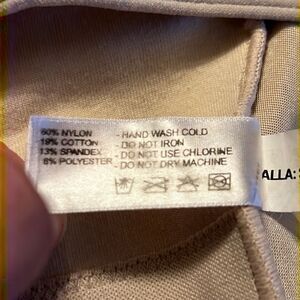 60% NYLON - HAND WASH COLD
19% COTTON - DO NOT IRON
13% SPANDEX - DO NOT USE CHLORINE
8% POLYESTER - DO NOT DRY MACHINE
ALLA: